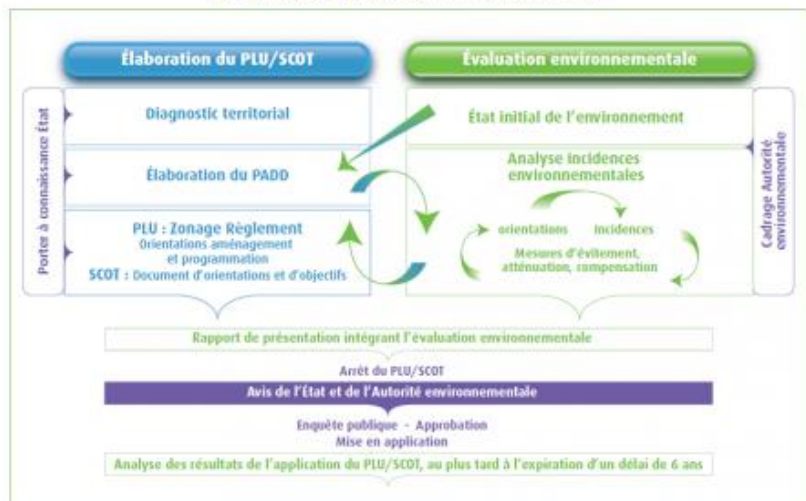 Élaboration du PLU/SCOT
Évaluation environnementale
Porter à connaissance État
Diagnostic territorial
État initial de l'environnement
Élaboration du PADD
Analyse incidences
environnementales
orientations
incidences
Mesures d'évitement,
atténuation, compensation
PLU : Zonage Règlement
Orientations aménagement
et programmation
SCOT : Document d'orientations et d'objectifs
Cadrage Autorité
environnementale
Rapport de présentation intégrant l'évaluation environnementale
Arrêt du PLU/SCOT
Avis de l'État et de l'Autorité environnementale
Enquête publique - Approbation
Mise en application
Analyse des résultats de l'application du PLU/SCOT, au plus tard à l'expiration d'un délai de 6 ans